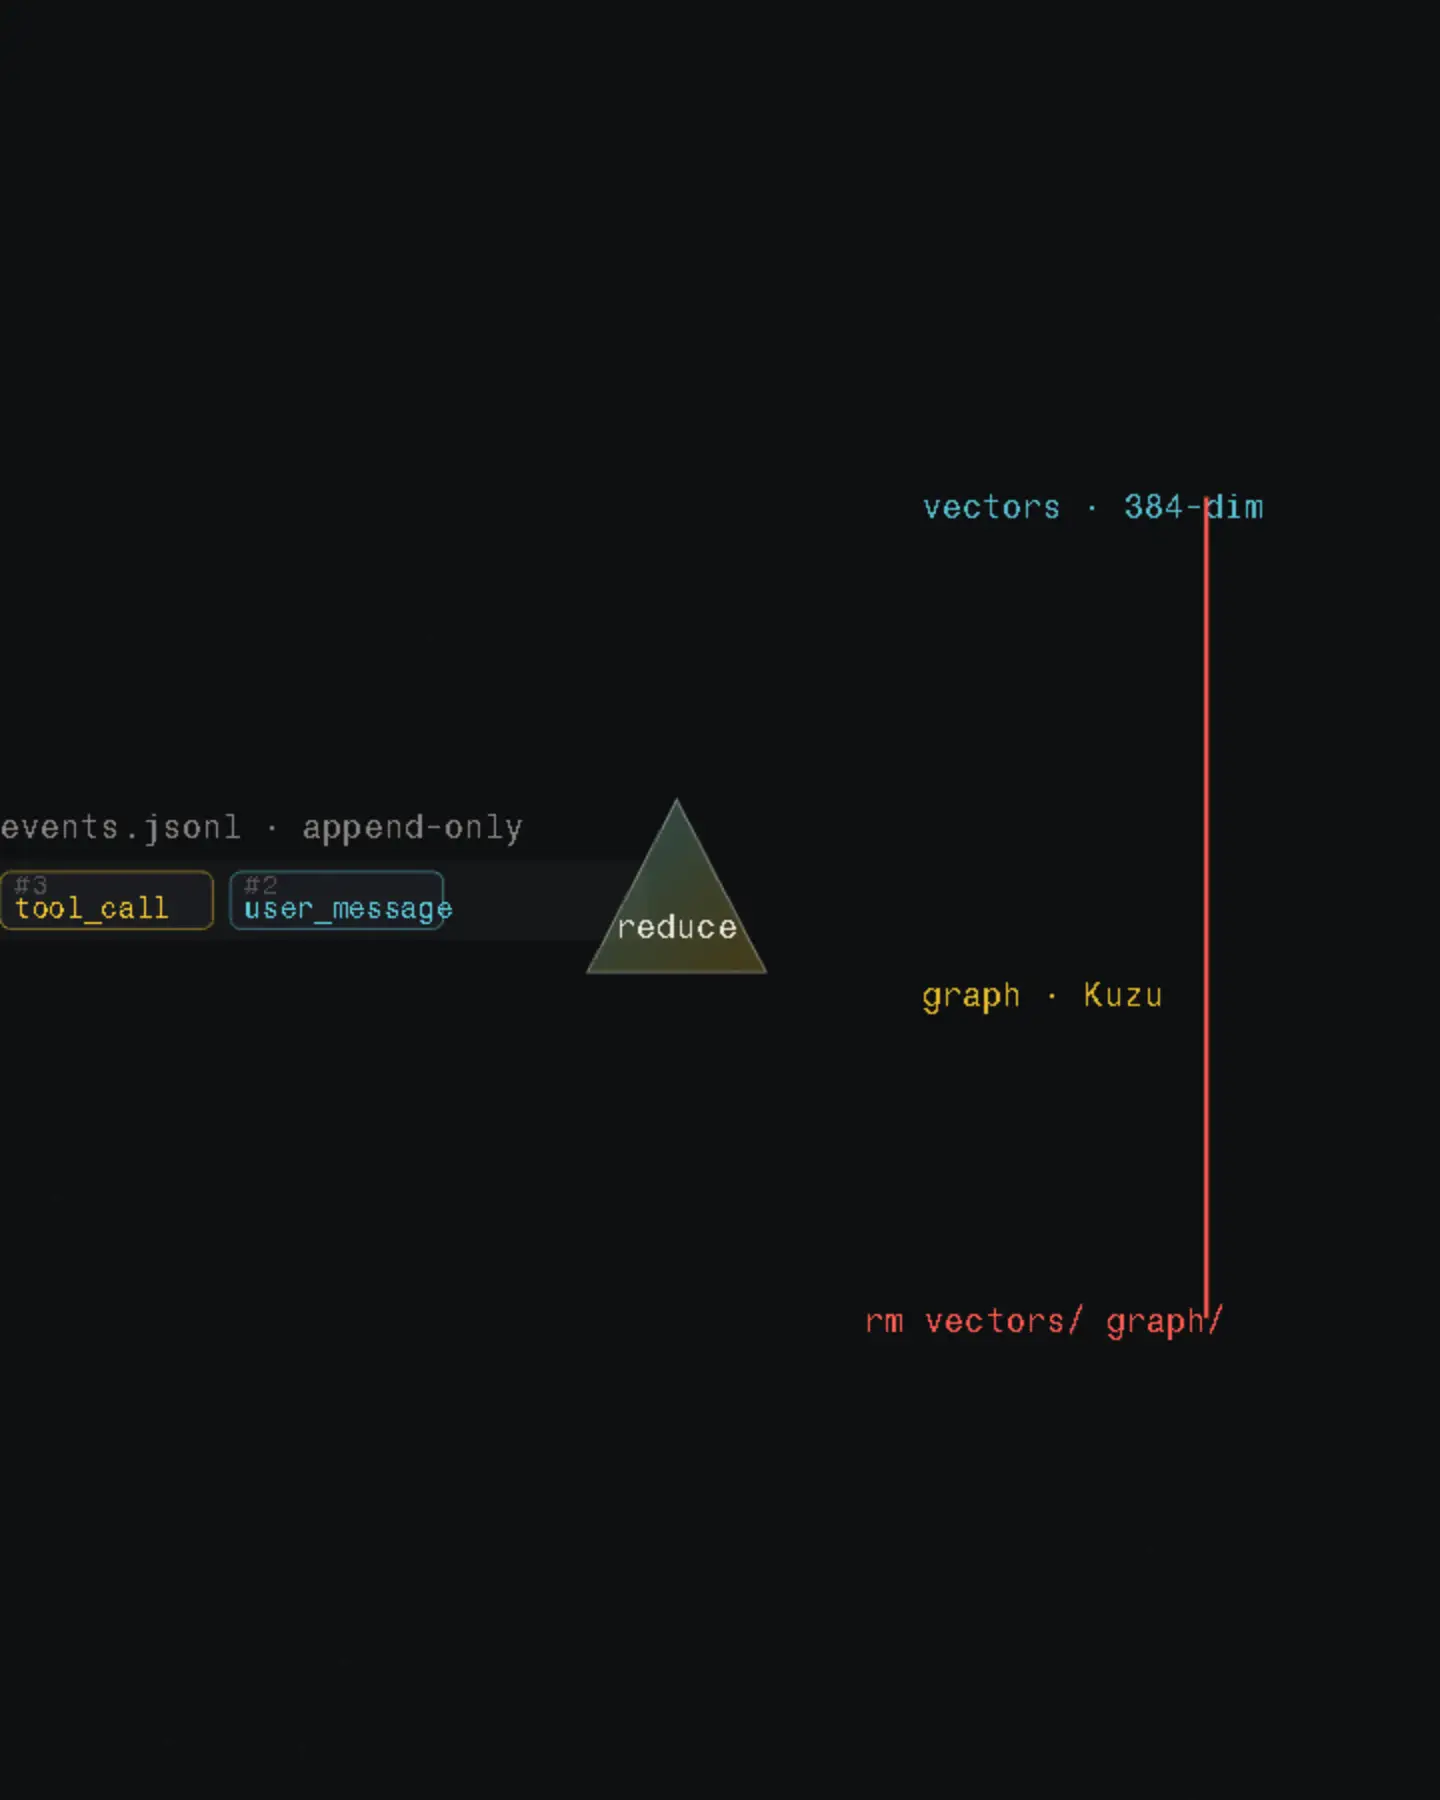 vectors · 384-dim
events.jsonl · append-only
#3
tool_call
#2
user_message
reduce
graph · Kuzu
rm vectors/ graph/